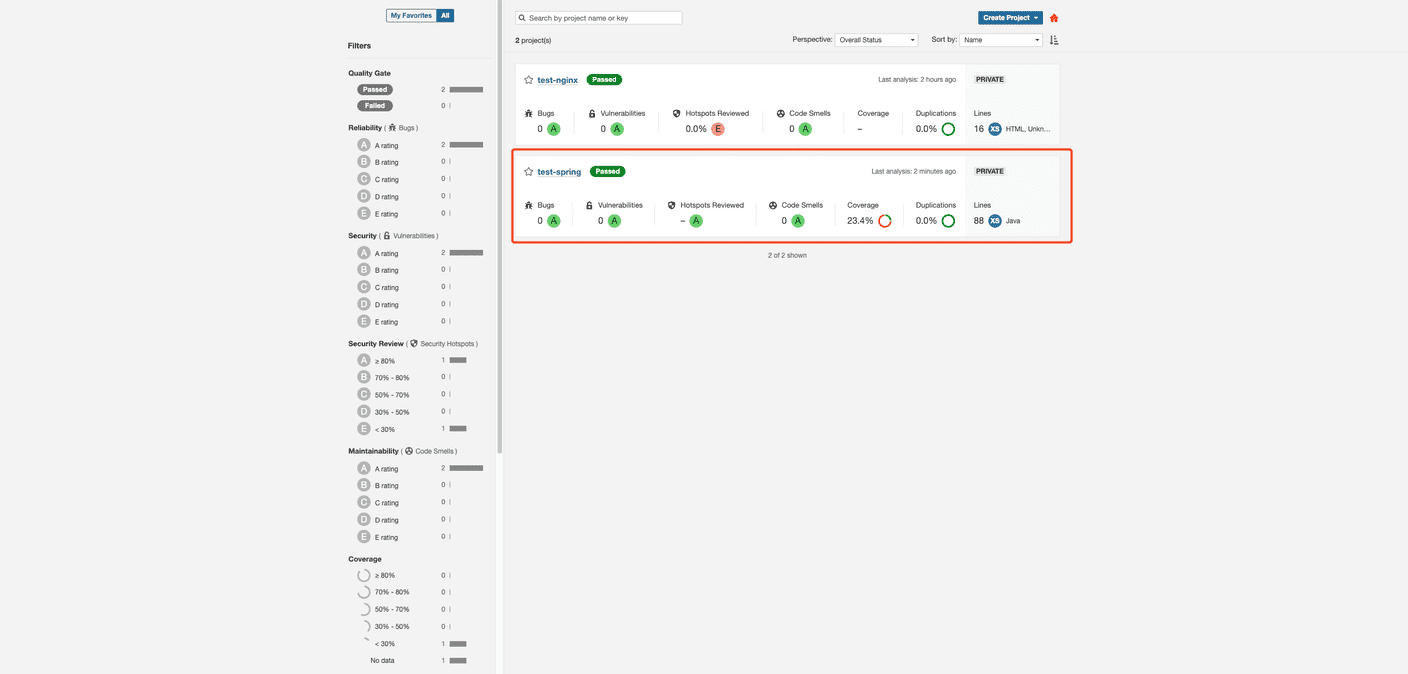 My Favorites All
Filters
Quality Gate
Passed 2
Failed 0
Reliability ( Bugs )
A A rating 2
B B rating 0
C C rating 0
D D rating 0
E E rating 0
Security ( Vulnerabilities )
A A rating 2
B B rating 0
C C rating 0
D D rating 0
E E rating 0
Security Review ( Security Hotspots )
A ≥ 80% 1
B 70% - 80% 0
C 50% - 70% 0
D 30% - 50% 0
E < 30% 1
Maintainability ( Code Smells )
A A rating 2
B B rating 0
C C rating 0
D D rating 0
E E rating 0
Coverage
≥ 80% 0
70% - 80% 0
50% - 70% 0
30% - 50% 0
< 30% 1
No data 1
Search by project name or key
Create Project
2 project(s)
Perspective: Overall Status Sort by: Name
test-nginx Passed Last analysis: 2 hours ago PRIVATE
Bugs Vulnerabilities Hotspots Reviewed Code Smells Coverage Duplications Lines
0 A 0 A 0.0% E 0 A – 0.0% 16 XS HTML, Unkn...
test-spring Passed Last analysis: 2 minutes ago PRIVATE
Bugs Vulnerabilities Hotspots Reviewed Code Smells Coverage Duplications Lines
0 A 0 A – A 0 A 23.4% 0.0% 88 XS Java
2 of 2 shown